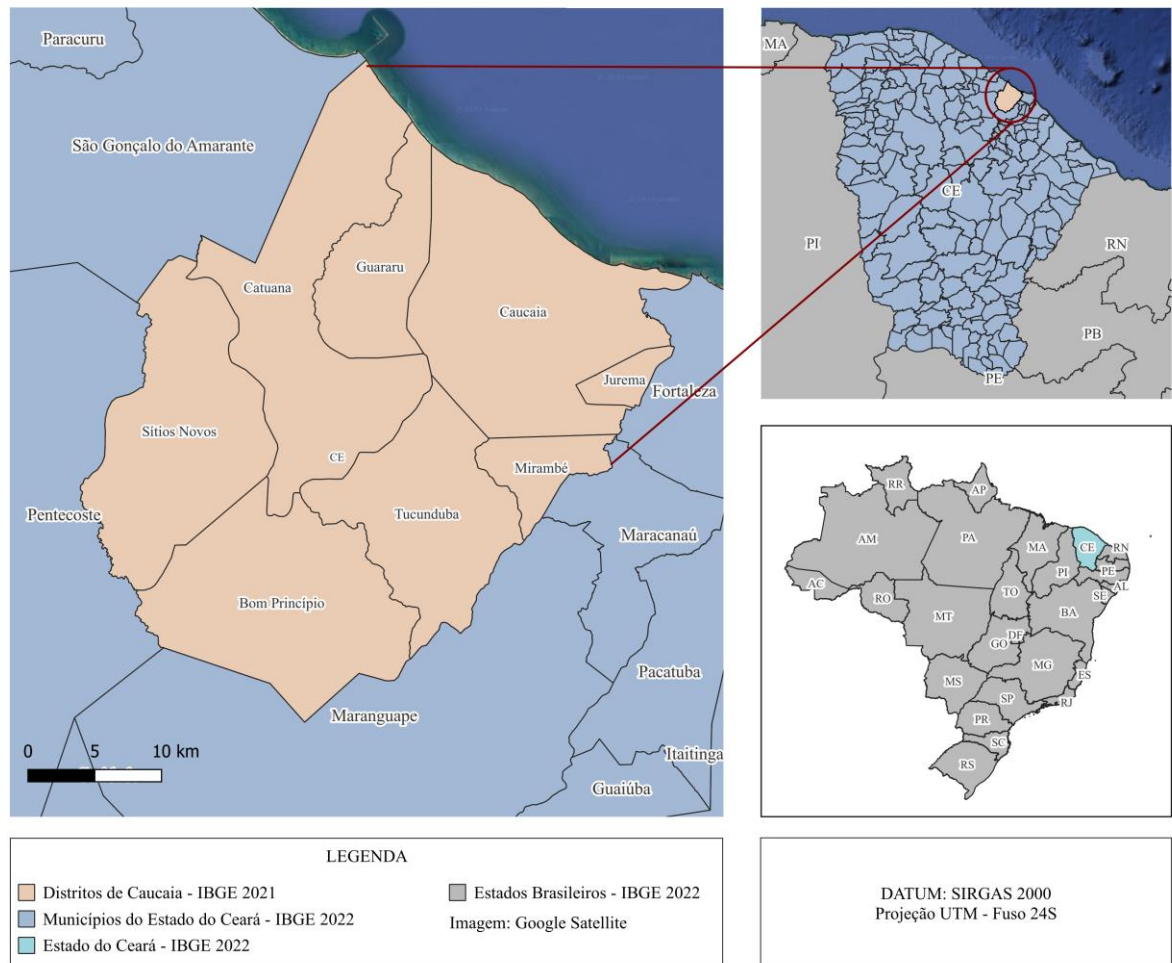 Paracuru
São Gonçalo do Amarante
Guararu
Catuana
Caucaia
Jurema
Fortaleza
Sítios Novos
CE
Mirambé
Pentecoste
Tucunduba
Maracanaú
Bom Princípio
Pacatuba
Maranguape
Itaitinga
Guaiúba
0 5 10 km
MA
CE
PI
RN
PB
PE
RR
AP
AM
PA
MA
CE
RN
PI
PE
AL
AC
RO
TO
SE
MT
BA
DF
GO
MG
MS
ES
SP
RJ
PR
SC
RS
LEGENDA
Distritos de Caucaia - IBGE 2021
Municípios do Estado do Ceará - IBGE 2022
Estado do Ceará - IBGE 2022
Estados Brasileiros - IBGE 2022
Imagem: Google Satellite
DATUM: SIRGAS 2000
Projeção UTM - Fuso 24S